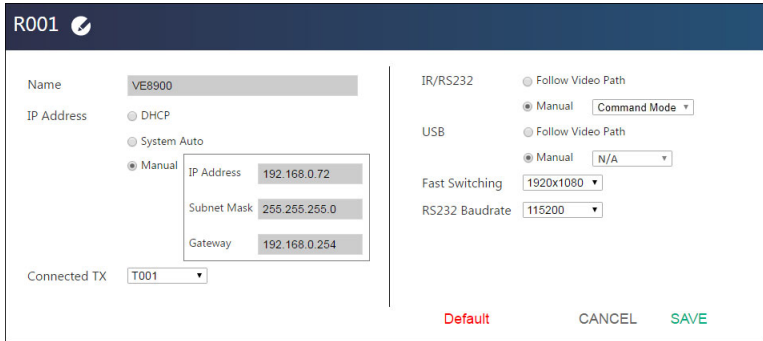 R001
Name VE8900
IP Address DHCP
System Auto
Manual
IP Address 192.168.0.72
Subnet Mask 255.255.255.0
Gateway 192.168.0.254
Connected TX T001
IR/RS232 Follow Video Path
Manual Command Mode
USB Follow Video Path
Manual N/A
Fast Switching 1920x1080
RS232 Baudrate 115200
Default CANCEL SAVE